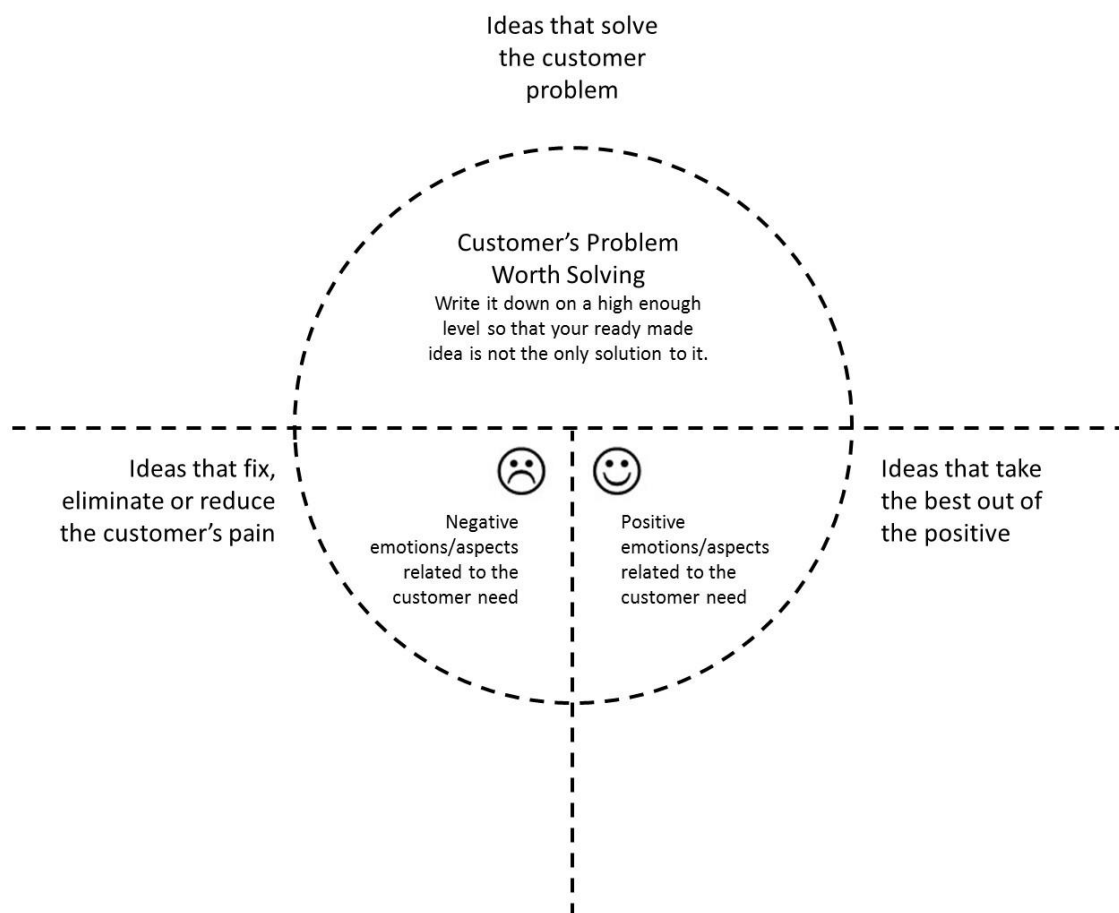 Ideas that solve
the customer
problem
Customer’s Problem
Worth Solving
Write it down on a high enough
level so that your ready made
idea is not the only solution to it.
Ideas that fix,
eliminate or reduce
the customer’s pain
Negative
emotions/aspects
related to the
customer need
Positive
emotions/aspects
related to the
customer need
Ideas that take
the best out of
the positive